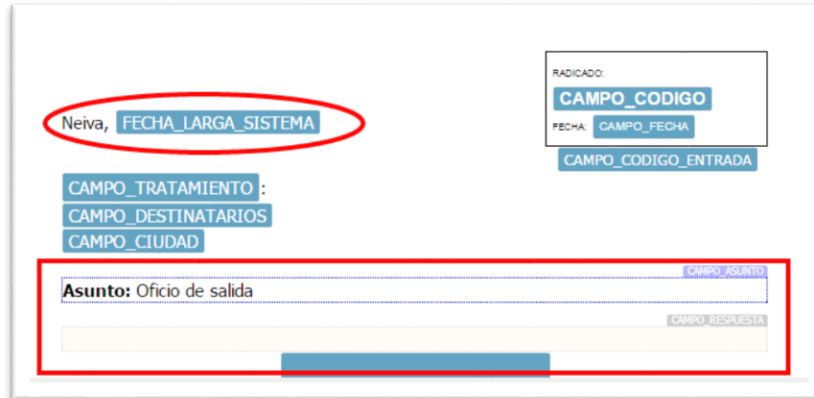 RADICADO:
CAMPO_CODIGO
FECHA: CAMPO_FECHA
CAMPO_CODIGO_ENTRADA
Neiva, FECHA_LARGA_SISTEMA
CAMPO_TRATAMIENTO :
CAMPO_DESTINATARIOS
CAMPO_CIUDAD
CAMPO_ASUNTO
Asunto: Oficio de salida
CAMPO_RESPUESTA